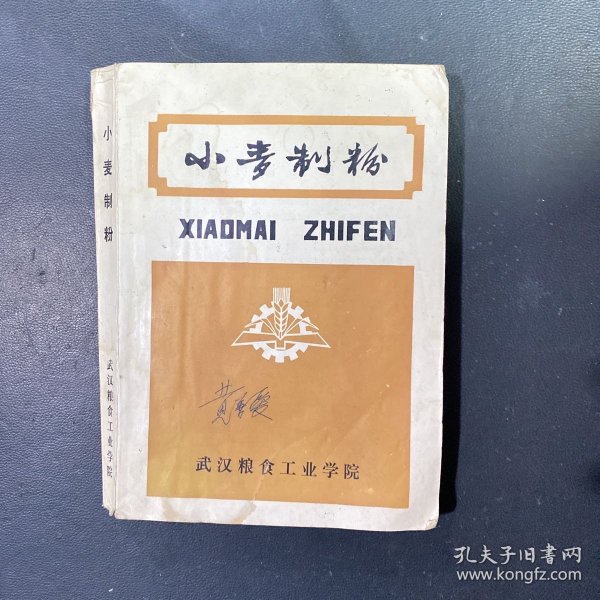 小麦制粉
XIAOMAI ZHIFEN
武汉粮食工业学院
小麦制粉
武汉粮食工业学院
孔夫子旧书网
www.kongfz.com